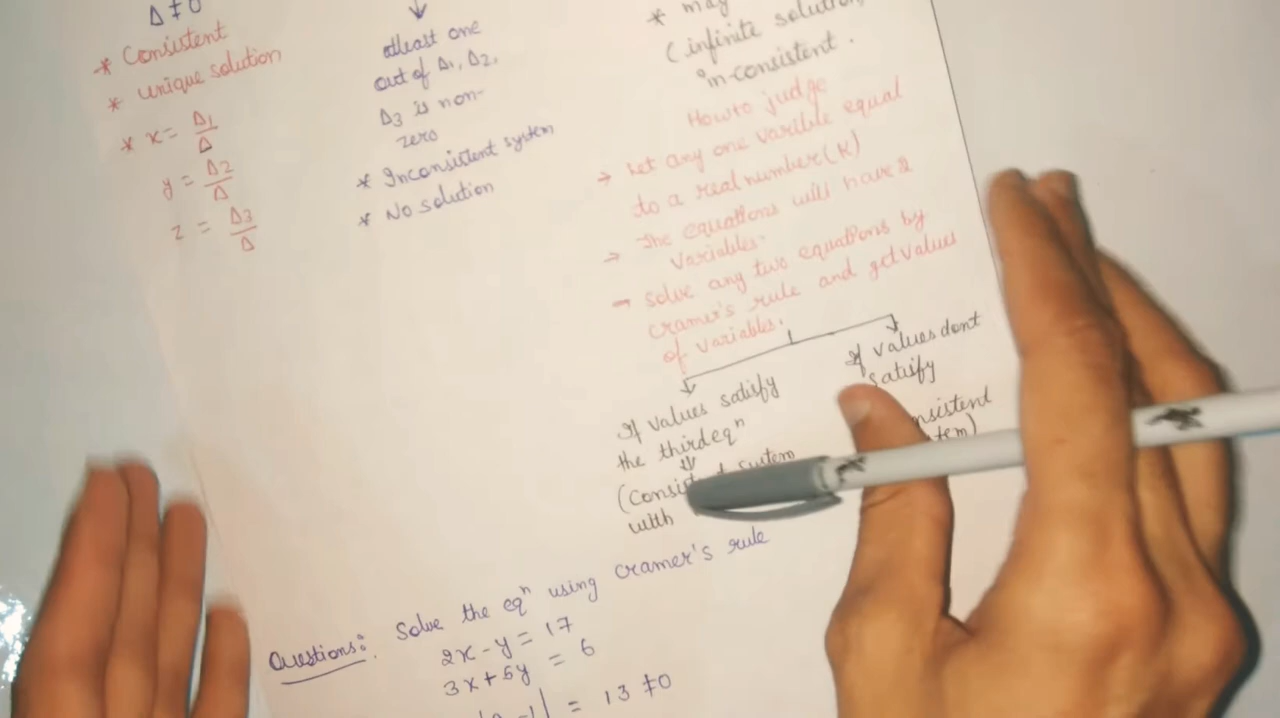 Δ ≠ 0
* Consistent
* unique solution
* x = Δ1/Δ
y = Δ2/Δ
z = Δ3/Δ
atleast one
out of Δ1, Δ2,
Δ3 is non-
zero
* Inconsistent system
* No solution
* may
(infinite solution,
in-consistent.
How to judge
→ Let any one varible equal
to a real number (K)
→ The equations will have 2
variables.
→ solve any two equations by
cramer's rule and get values
of variables.
If values satisfy
the third eqⁿ
with
If values dont
satisfy
Questions:. Solve the eqⁿ using cramer's rule
2x - y = 17
3x + 5y = 6
= 13 ≠ 0